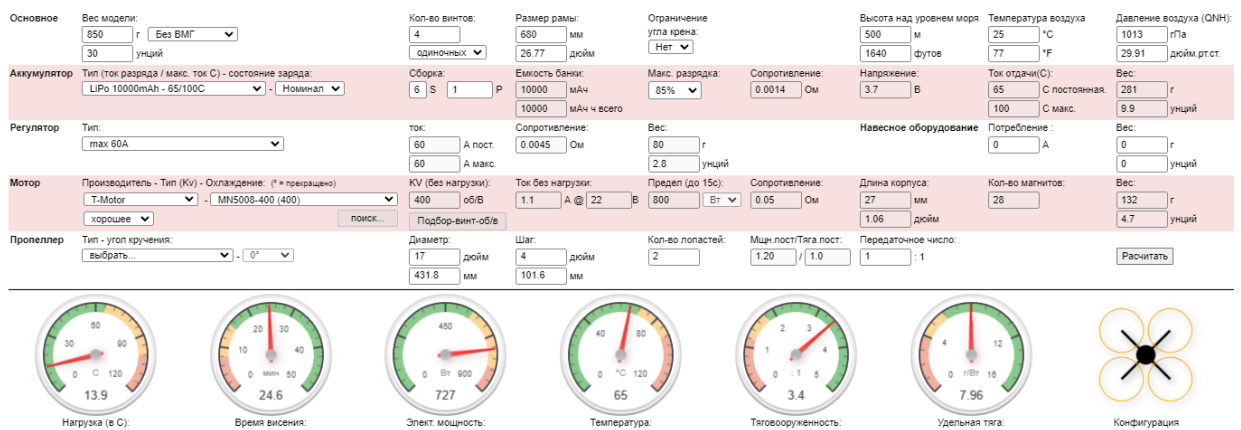 Основное Вес модели: Кол-во винтов: Размер рамы: Ограничение угла крена: Высота над уровнем моря Температура воздуха Давление воздуха (QNH):
850 г Без ВМГ 4 680 мм Нет 500 м 25 °C 1013 гПа
30 унций одиночных 26.77 дюйм 1640 футов 77 °F 29.91 дюйм.рт.ст.
Аккумулятор Тип (ток разряда / макс. ток С) - состояние заряда: Сборка: Емкость банки: Макс. разрядка: Сопротивление: Напряжение: Ток отдачи(С): Вес:
LiPo 10000mAh - 65/100C - Номинал 6 S 1 P 10000 мАч 85% 0.0014 Ом 3.7 В 65 С постоянная. 281 г
10000 мАч ч всего 100 С макс. 9.9 унций
Регулятор Тип: ток: Сопротивление: Вес: Навесное оборудование Потребление : Вес:
max 60A 60 А пост. 0.0045 Ом 80 г 0 А 0 г
60 А макс. 2.8 унций 0 унций
Мотор Производитель - Тип (Kv) - Охлаждение: (* = прекращено) KV (без нагрузки): Ток без нагрузки: Предел (до 15с): Сопротивление: Длина корпуса: Кол-во магнитов: Вес:
T-Motor - MN5008-400 (400) 400 об/В 1.1 А @ 22 В 800 Вт 0.05 Ом 27 мм 28 132 г
хорошее поиск... Подбор-винт-об/в 1.06 дюйм 4.7 унций
Пропеллер Тип - угол кручения: Диаметр: Шаг: Кол-во лопастей: Мщн.пост/Тяга.пост: Передаточное число:
выбрать... - 0° 17 дюйм 4 дюйм 2 1.20 / 1.0 1 : 1 Расчитать
431.8 мм 101.6 мм
0 30 60 90 120 С 13.9
Нагрузка (в С):
0 10 20 30 40 50 мин 24.6
Время висения:
0 450 900 Вт 727
Элект. мощность:
0 40 80 120 °C 65
Температура:
0 1 2 3 4 5 : 1 3.4
Тяговооруженность:
0 4 12 16 г/Вт 7.96
Удельная тяга:
Конфигурация